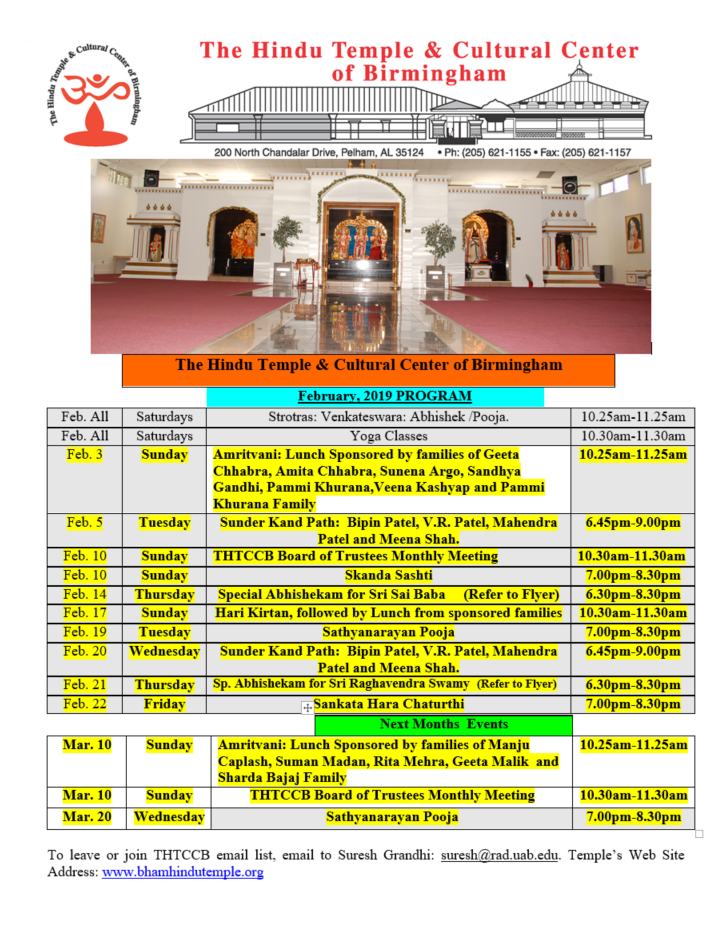 The Hindu Temple & Cultural Center of Birmingham
The Hindu Temple & Cultural Center
of Birmingham
200 North Chandalar Drive, Pelham, AL 35124 • Ph: (205) 621-1155 • Fax: (205) 621-1157
The Hindu Temple & Cultural Center of Birmingham
February, 2019 PROGRAM
Feb. All Saturdays Strotras: Venkateswara: Abhishek /Pooja. 10.25am-11.25am
Feb. All Saturdays Yoga Classes 10.30am-11.30am
Feb. 3 Sunday Amritvani: Lunch Sponsored by families of Geeta 10.25am-11.25am
Chhabra, Amita Chhabra, Sunena Argo, Sandhya
Gandhi, Pammi Khurana,Veena Kashyap and Pammi
Khurana Family
Feb. 5 Tuesday Sunder Kand Path: Bipin Patel, V.R. Patel, Mahendra 6.45pm-9.00pm
Patel and Meena Shah.
Feb. 10 Sunday THTCCB Board of Trustees Monthly Meeting 10.30am-11.30am
Feb. 10 Sunday Skanda Sashti 7.00pm-8.30pm
Feb. 14 Thursday Special Abhishekam for Sri Sai Baba (Refer to Flyer) 6.30pm-8.30pm
Feb. 17 Sunday Hari Kirtan, followed by Lunch from sponsored families 10.30am-11.30am
Feb. 19 Tuesday Sathyanarayan Pooja 7.00pm-8.30pm
Feb. 20 Wednesday Sunder Kand Path: Bipin Patel, V.R. Patel, Mahendra 6.45pm-9.00pm
Patel and Meena Shah.
Feb. 21 Thursday Sp. Abhishekam for Sri Raghavendra Swamy (Refer to Flyer) 6.30pm-8.30pm
Feb. 22 Friday Sankata Hara Chaturthi 7.00pm-8.30pm
Next Months Events
Mar. 10 Sunday Amritvani: Lunch Sponsored by families of Manju 10.25am-11.25am
Caplash, Suman Madan, Rita Mehra, Geeta Malik and
Sharda Bajaj Family
Mar. 10 Sunday THTCCB Board of Trustees Monthly Meeting 10.30am-11.30am
Mar. 20 Wednesday Sathyanarayan Pooja 7.00pm-8.30pm
To leave or join THTCCB email list, email to Suresh Grandhi: suresh@rad.uab.edu. Temple's Web Site
Address: www.bhamhindutemple.org